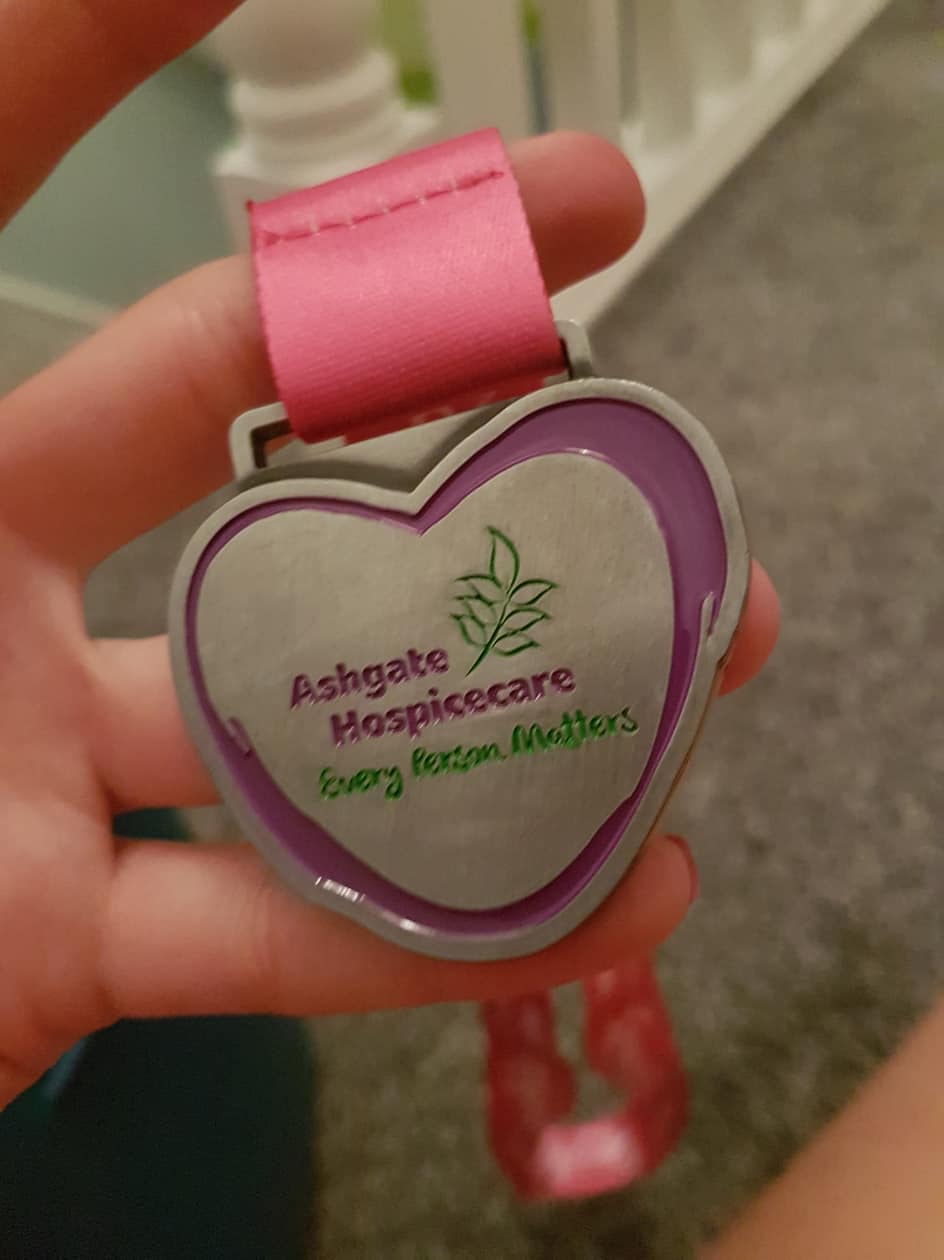 Ashgate
Hospicecare
Every Person Matters